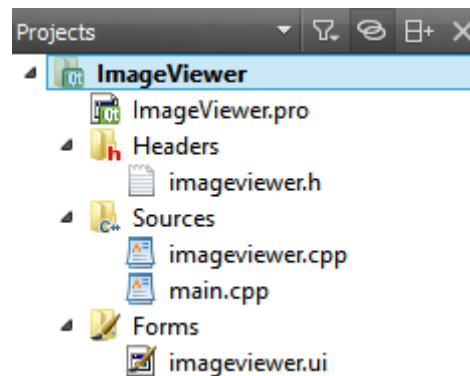 Projects
ImageViewer
ImageViewer.pro
Headers
imageviewer.h
Sources
imageviewer.cpp
main.cpp
Forms
imageviewer.ui